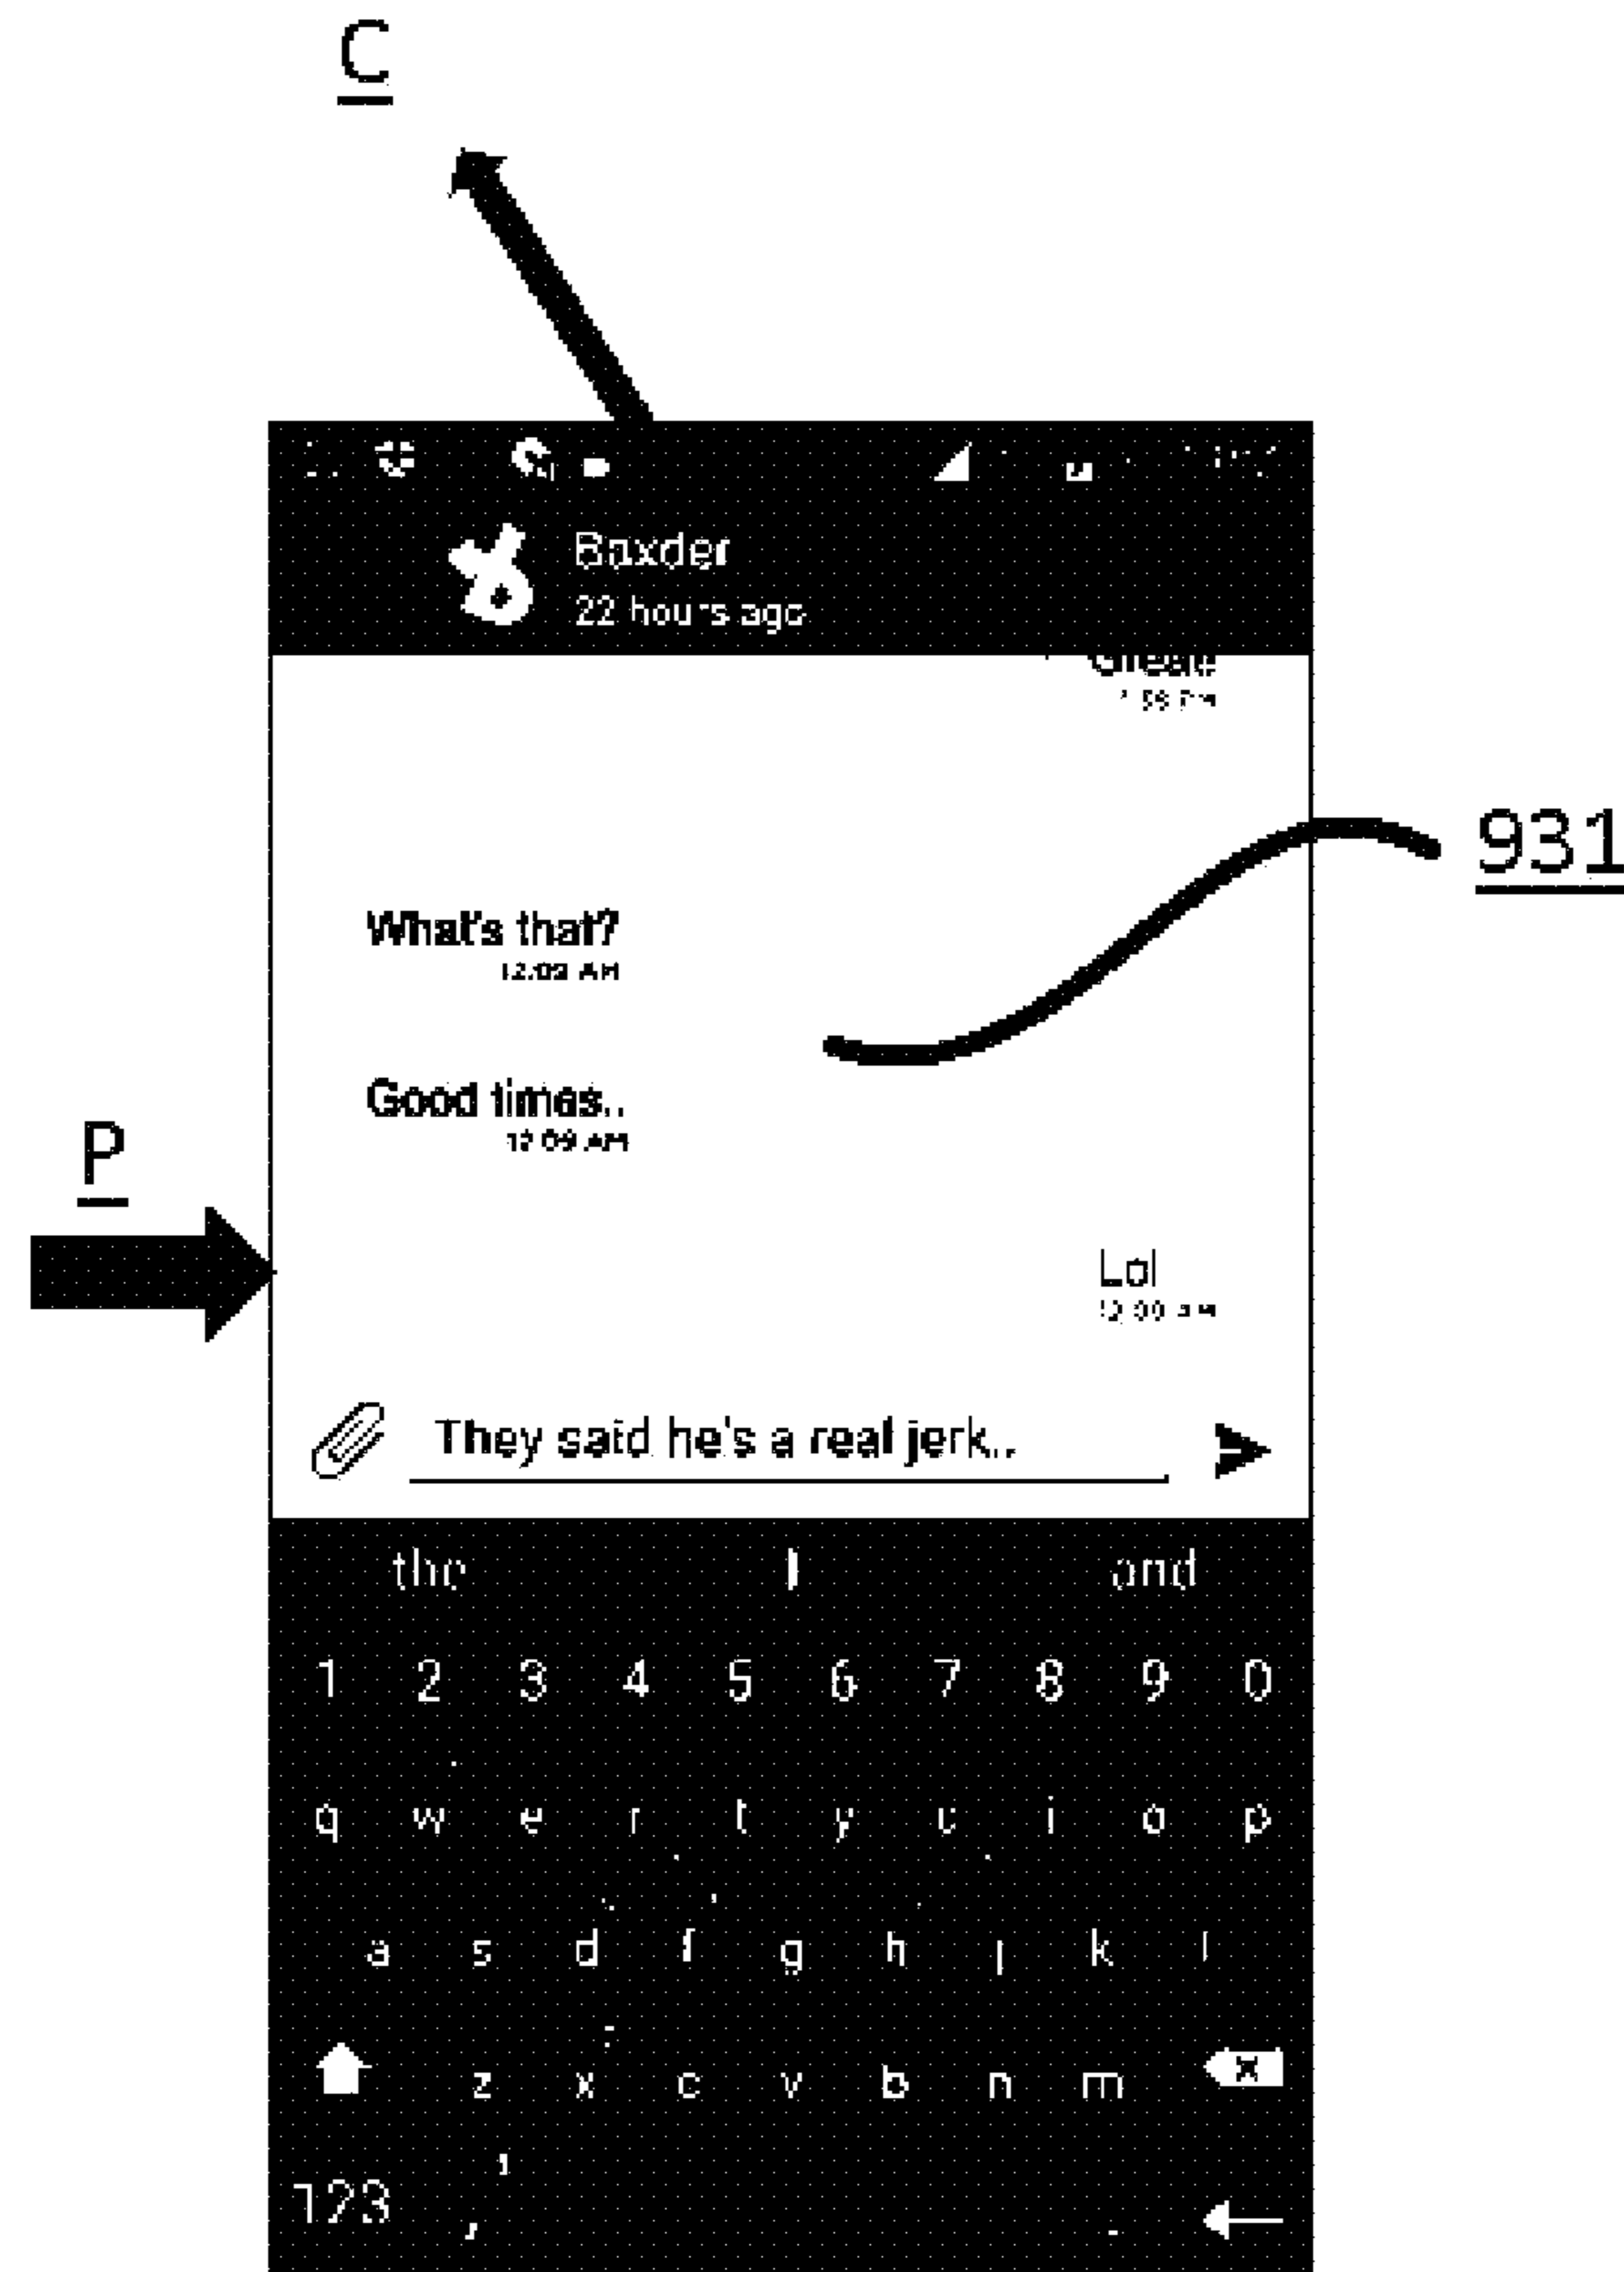 C
Baxder
22 hours ago
931
What's that?
12:09 AM
Good times..
12:09 AM
P
Lol
They said he's a real jerk..
the I and
1 2 3 4 5 6 7 8 9 0
q w e r t y u i o p
a s d f g h j k l
z x c v b n m
123 , .